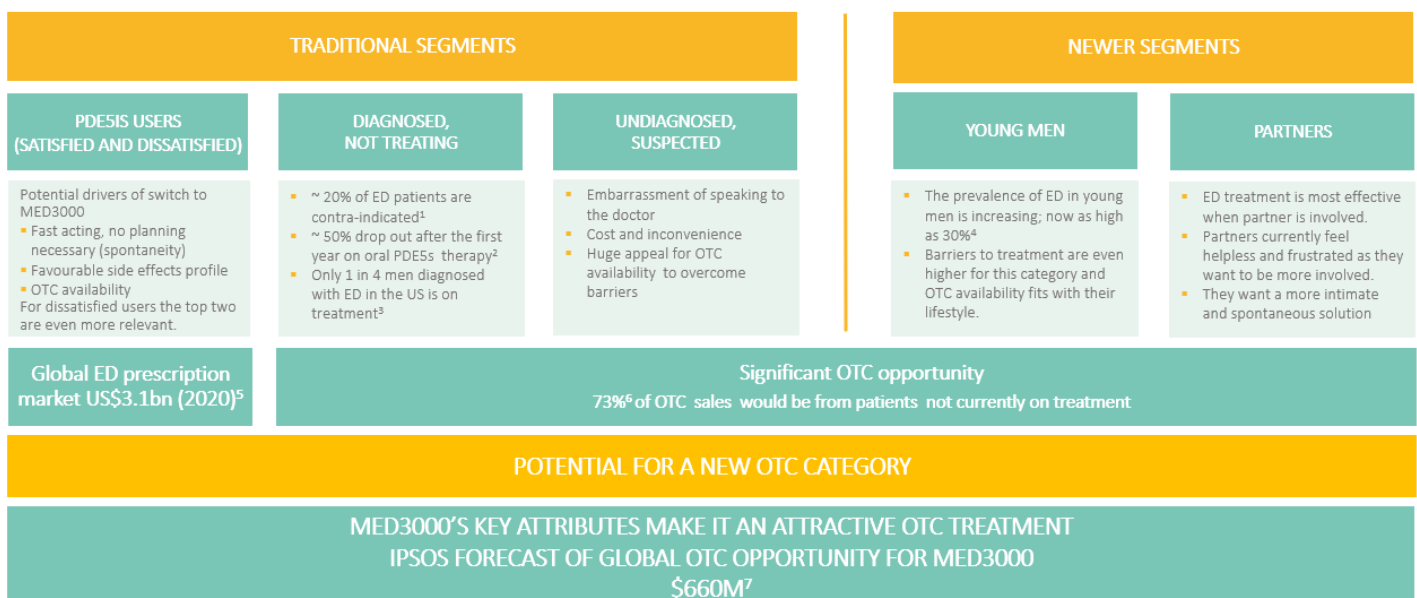 TRADITIONAL SEGMENTS
NEWER SEGMENTS
PDE5IS USERS
(SATISFIED AND DISSATISFIED)
DIAGNOSED,
NOT TREATING
UNDIAGNOSED,
SUSPECTED
YOUNG MEN
PARTNERS
Potential drivers of switch to
MED3000
▪ Fast acting, no planning
necessary (spontaneity)
▪ Favourable side effects profile
▪ OTC availability
For dissatisfied users the top two
are even more relevant.
▪ ~ 20% of ED patients are
contra-indicated¹
▪ ~ 50% drop out after the first
year on oral PDE5s therapy²
▪ Only 1 in 4 men diagnosed
with ED in the US is on
treatment³
▪ Embarrassment of speaking to
the doctor
▪ Cost and inconvenience
▪ Huge appeal for OTC
availability to overcome
barriers
▪ The prevalence of ED in young
men is increasing; now as high
as 30%⁴
▪ Barriers to treatment are even
higher for this category and
OTC availability fits with their
lifestyle.
▪ ED treatment is most effective
when partner is involved.
▪ Partners currently feel
helpless and frustrated as they
want to be more involved.
▪ They want a more intimate
and spontaneous solution
Global ED prescription
market US$3.1bn (2020)⁵
Significant OTC opportunity
73%⁶ of OTC sales would be from patients not currently on treatment
POTENTIAL FOR A NEW OTC CATEGORY
MED3000'S KEY ATTRIBUTES MAKE IT AN ATTRACTIVE OTC TREATMENT
IPSOS FORECAST OF GLOBAL OTC OPPORTUNITY FOR MED3000
$660M⁷